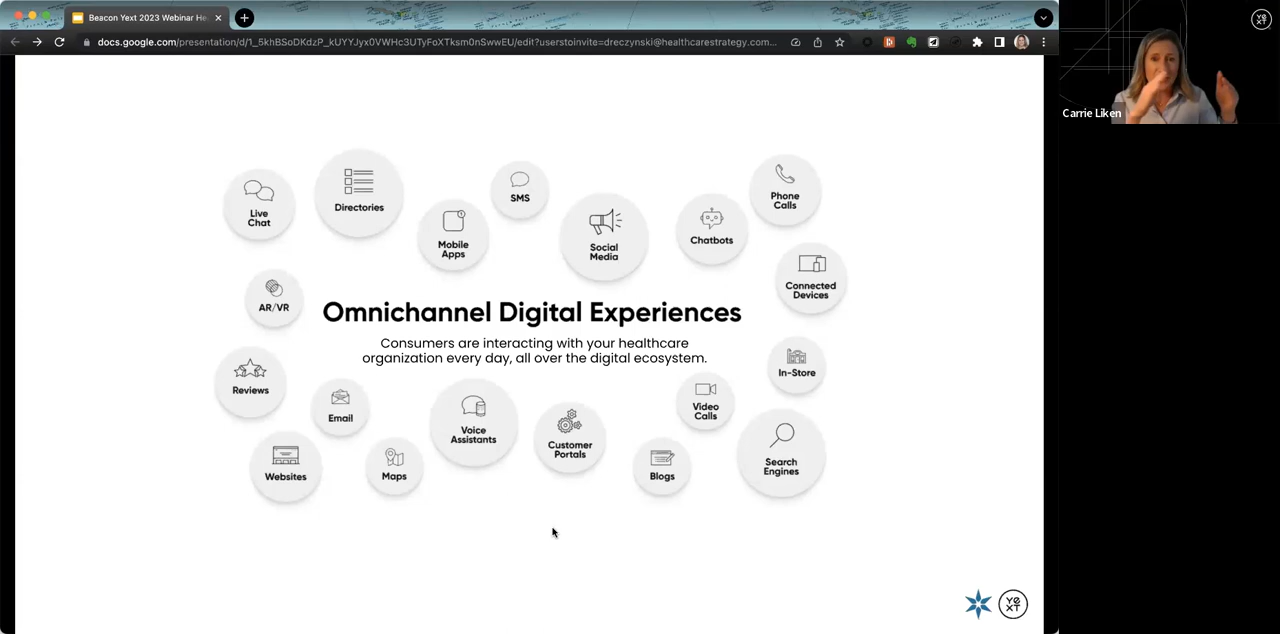 Beacon Yext 2023 Webinar He
docs.google.com/presentation/d/1_5khBSoDKdzP_kUYYJyx0VWHc3UTyFoXTksm0nSwwEU/edit?userstoinvite=dreczynski@healthcarestrategy.com...
Carrie Liken
Live
Chat
Directories
Mobile
Apps
SMS
Social
Media
Chatbots
Phone
Calls
Connected
Devices
AR/VR
Omnichannel Digital Experiences
Consumers are interacting with your healthcare
organization every day, all over the digital ecosystem.
In-Store
Reviews
Email
Voice
Assistants
Customer
Portals
Video
Calls
Search
Engines
Websites
Maps
Blogs
yext
yext